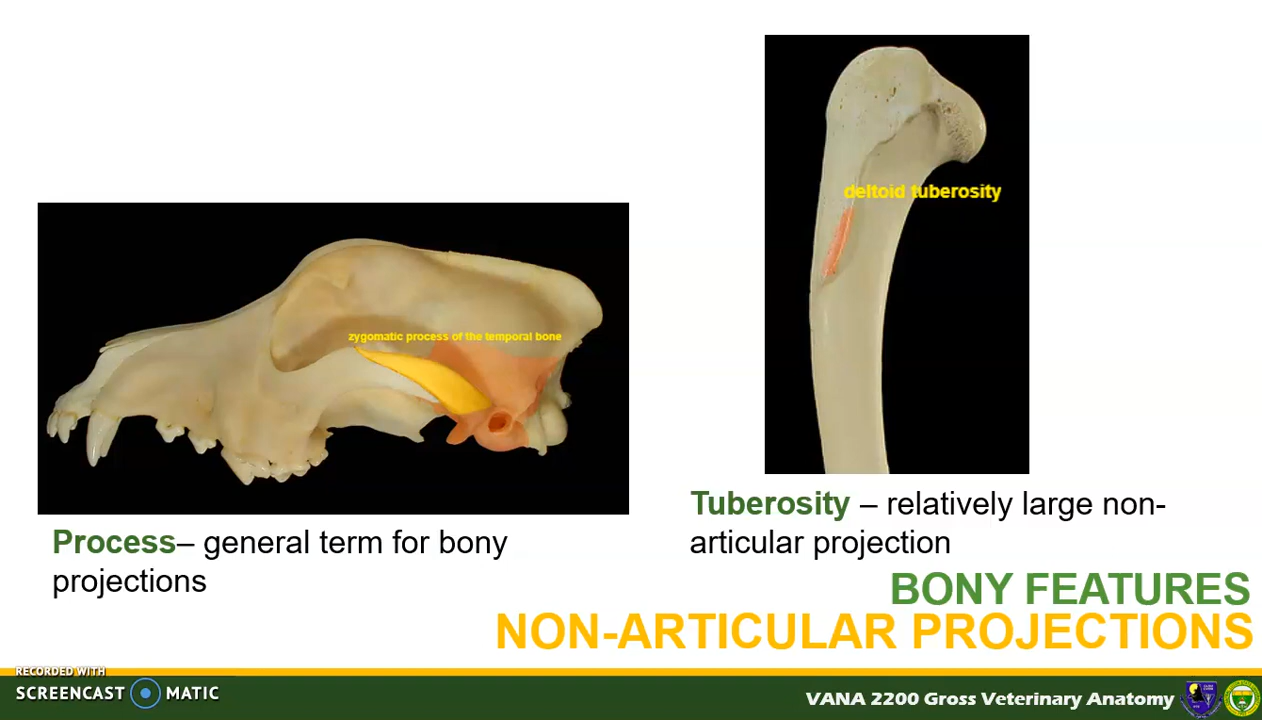 deltoid tuberosity
zygomatic process of the temporal bone
Process– general term for bony
projections
Tuberosity – relatively large non-
articular projection
BONY FEATURES
NON-ARTICULAR PROJECTIONS
RECORDED WITH
SCREENCAST MATIC
VANA 2200 Gross Veterinary Anatomy